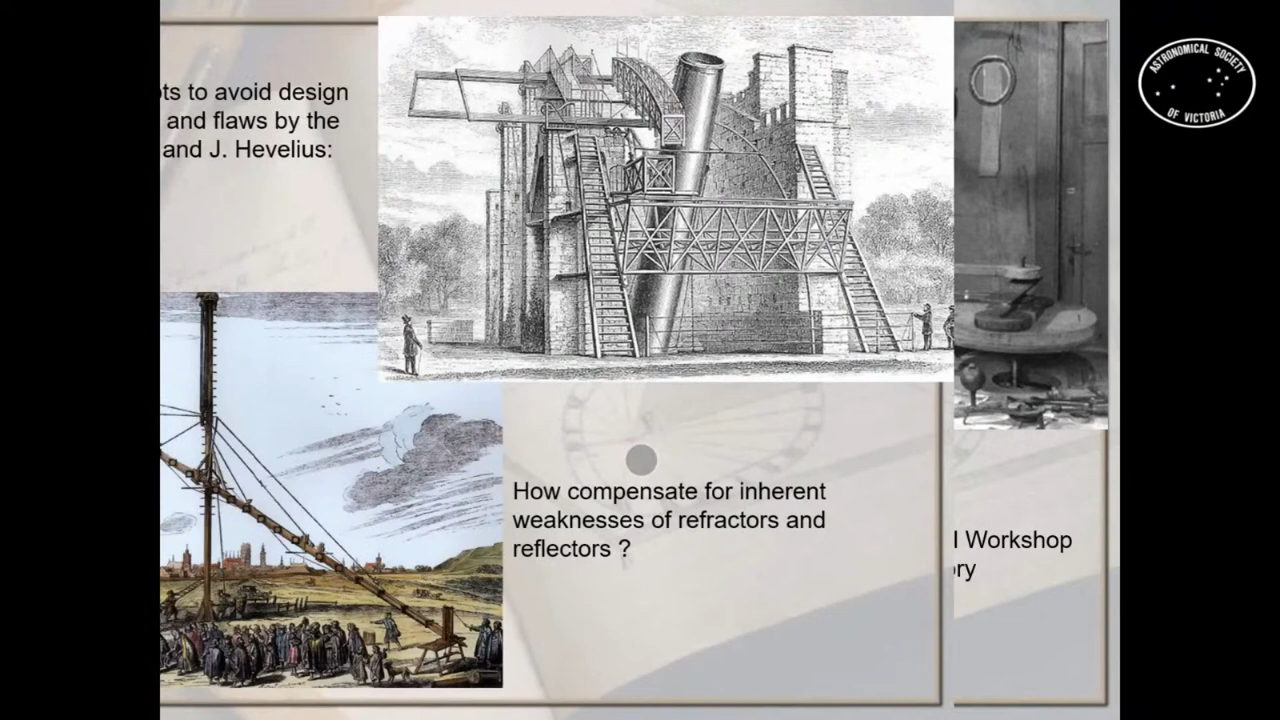 ts to avoid design
and flaws by the
and J. Hevelius:
How compensate for inherent
weaknesses of refractors and
reflectors ?
Workshop
ry
ASTRONOMICAL SOCIETY
OF VICTORIA